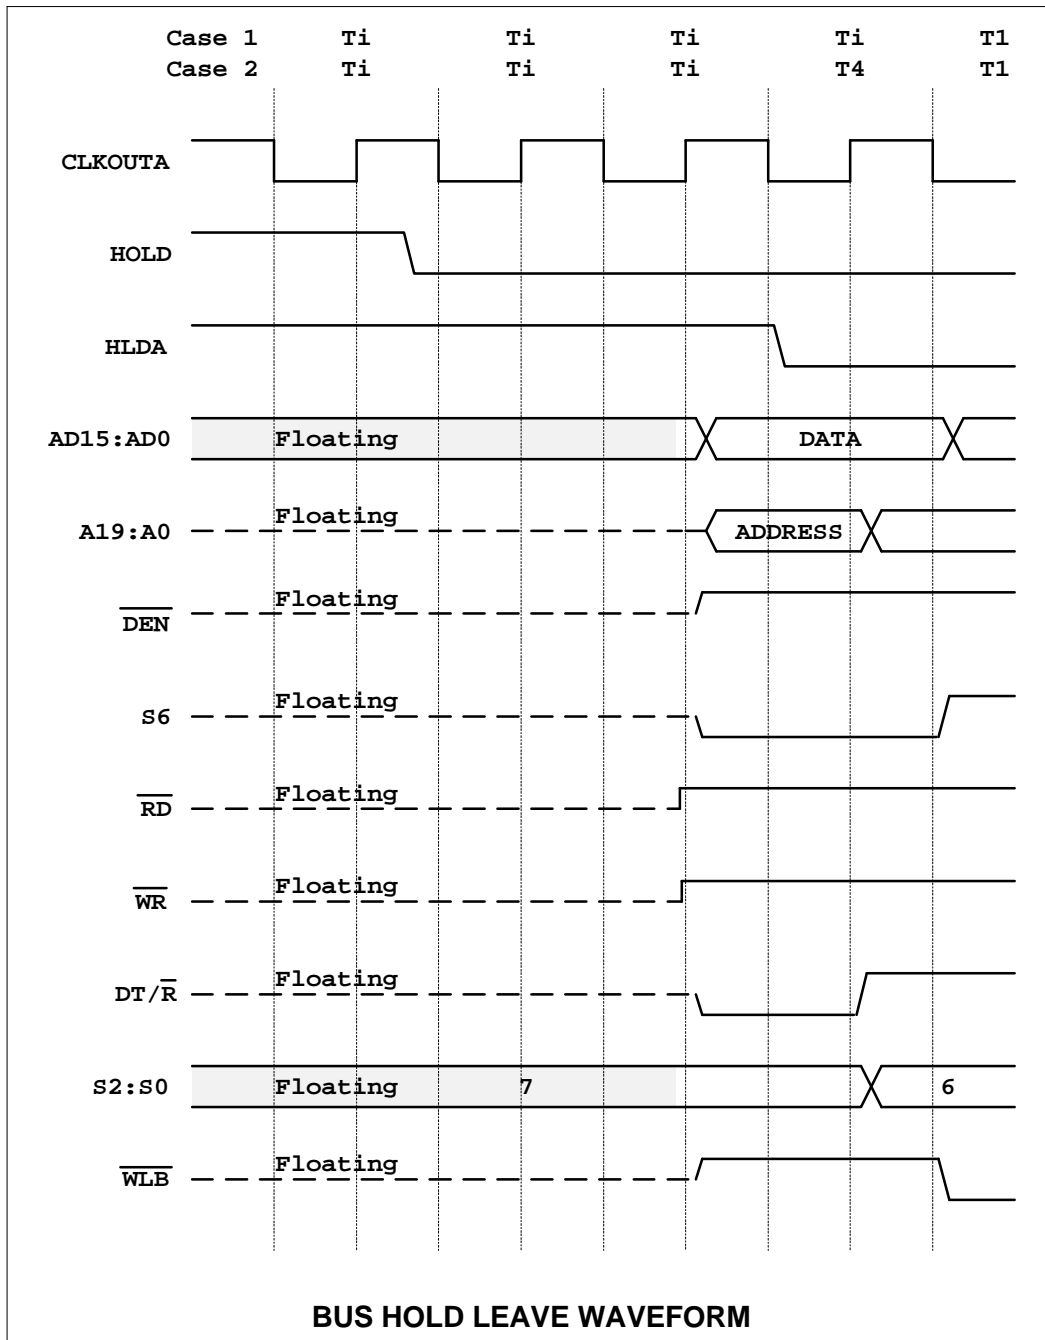 Case 1 Ti Ti Ti Ti T1
Case 2 Ti Ti Ti T4 T1
CLKOUTA
HOLD
HLDA
AD15:AD0 Floating DATA
A19:A0 Floating ADDRESS
DEN Floating
S6 Floating
RD Floating
WR Floating
DT/R Floating
S2:S0 Floating 7 6
WLB Floating
BUS HOLD LEAVE WAVEFORM